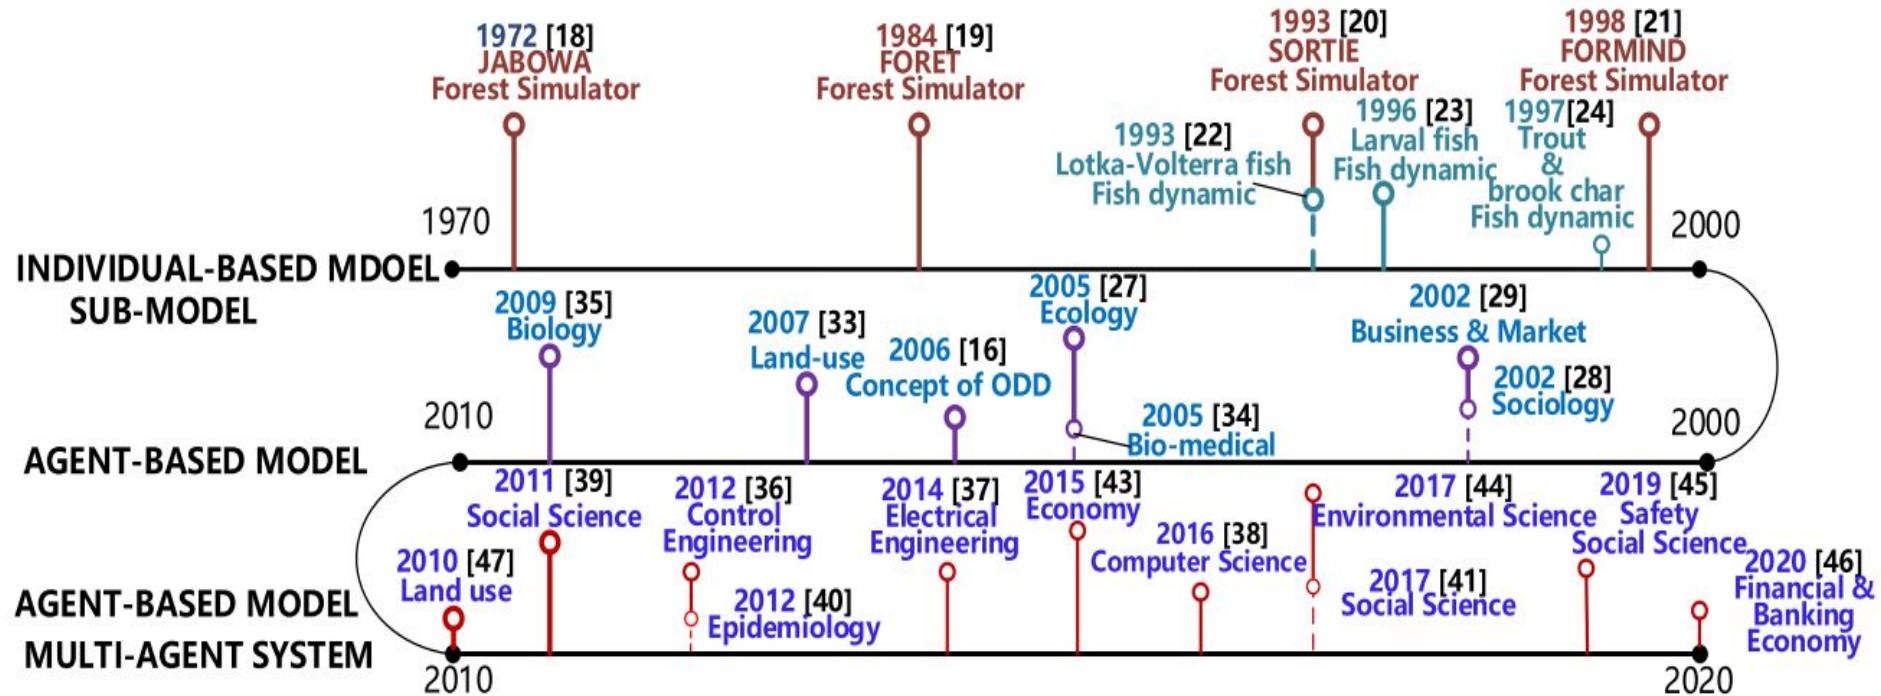 1972 [18]
JABOWA
Forest Simulator
1984 [19]
FORET
Forest Simulator
1993 [20]
SORTIE
Forest Simulator
1998 [21]
FORMIND
Forest Simulator
1993 [22]
Lotka-Volterra fish
Fish dynamic
1996 [23]
Larval fish
Fish dynamic
1997[24]
Trout
&
brook char
Fish dynamic
1970
2000
INDIVIDUAL-BASED MDOEL
SUB-MODEL
2009 [35]
Biology
2007 [33]
Land-use
2006 [16]
Concept of ODD
2005 [27]
Ecology
2005 [34]
Bio-medical
2002 [29]
Business & Market
2002 [28]
Sociology
2010
2000
AGENT-BASED MODEL
2010 [47]
Land use
2011 [39]
Social Science
2012 [36]
Control
Engineering
2012 [40]
Epidemiology
2014 [37]
Electrical
Engineering
2015 [43]
Economy
2016 [38]
Computer Science
2017 [44]
Environmental Science
2017 [41]
Social Science
2019 [45]
Safety
Social Science
2020 [46]
Financial &
Banking
Economy
AGENT-BASED MODEL
MULTI-AGENT SYSTEM
2010
2020